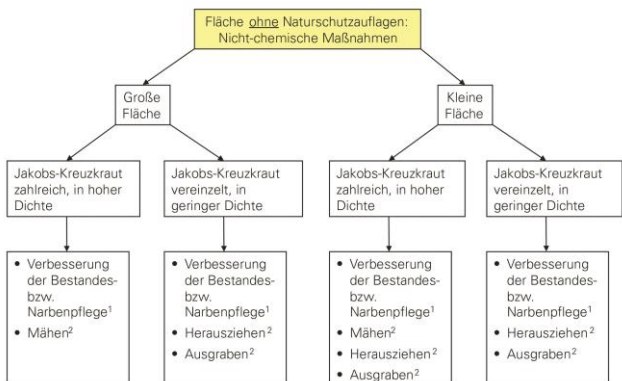 Fläche ohne Naturschutzauflagen:
Nicht-chemische Maßnahmen
Große
Fläche
Kleine
Fläche
Jakobs-Kreuzkraut
zahlreich, in hoher
Dichte
Jakobs-Kreuzkraut
vereinzelt, in
geringer Dichte
Jakobs-Kreuzkraut
zahlreich, in hoher
Dichte
Jakobs-Kreuzkraut
vereinzelt, in
geringer Dichte
• Verbesserung
der Bestandes-
bzw.
Narbenpflege¹
• Mähen²
• Verbesserung
der Bestandes-
bzw.
Narbenpflege¹
• Herausziehen²
• Ausgraben²
• Verbesserung
der Bestandes-
bzw.
Narbenpflege¹
• Mähen²
• Herausziehen²
• Ausgraben²
• Verbesserung
der Bestandes-
bzw.
Narbenpflege¹
• Herausziehen²
• Ausgraben²